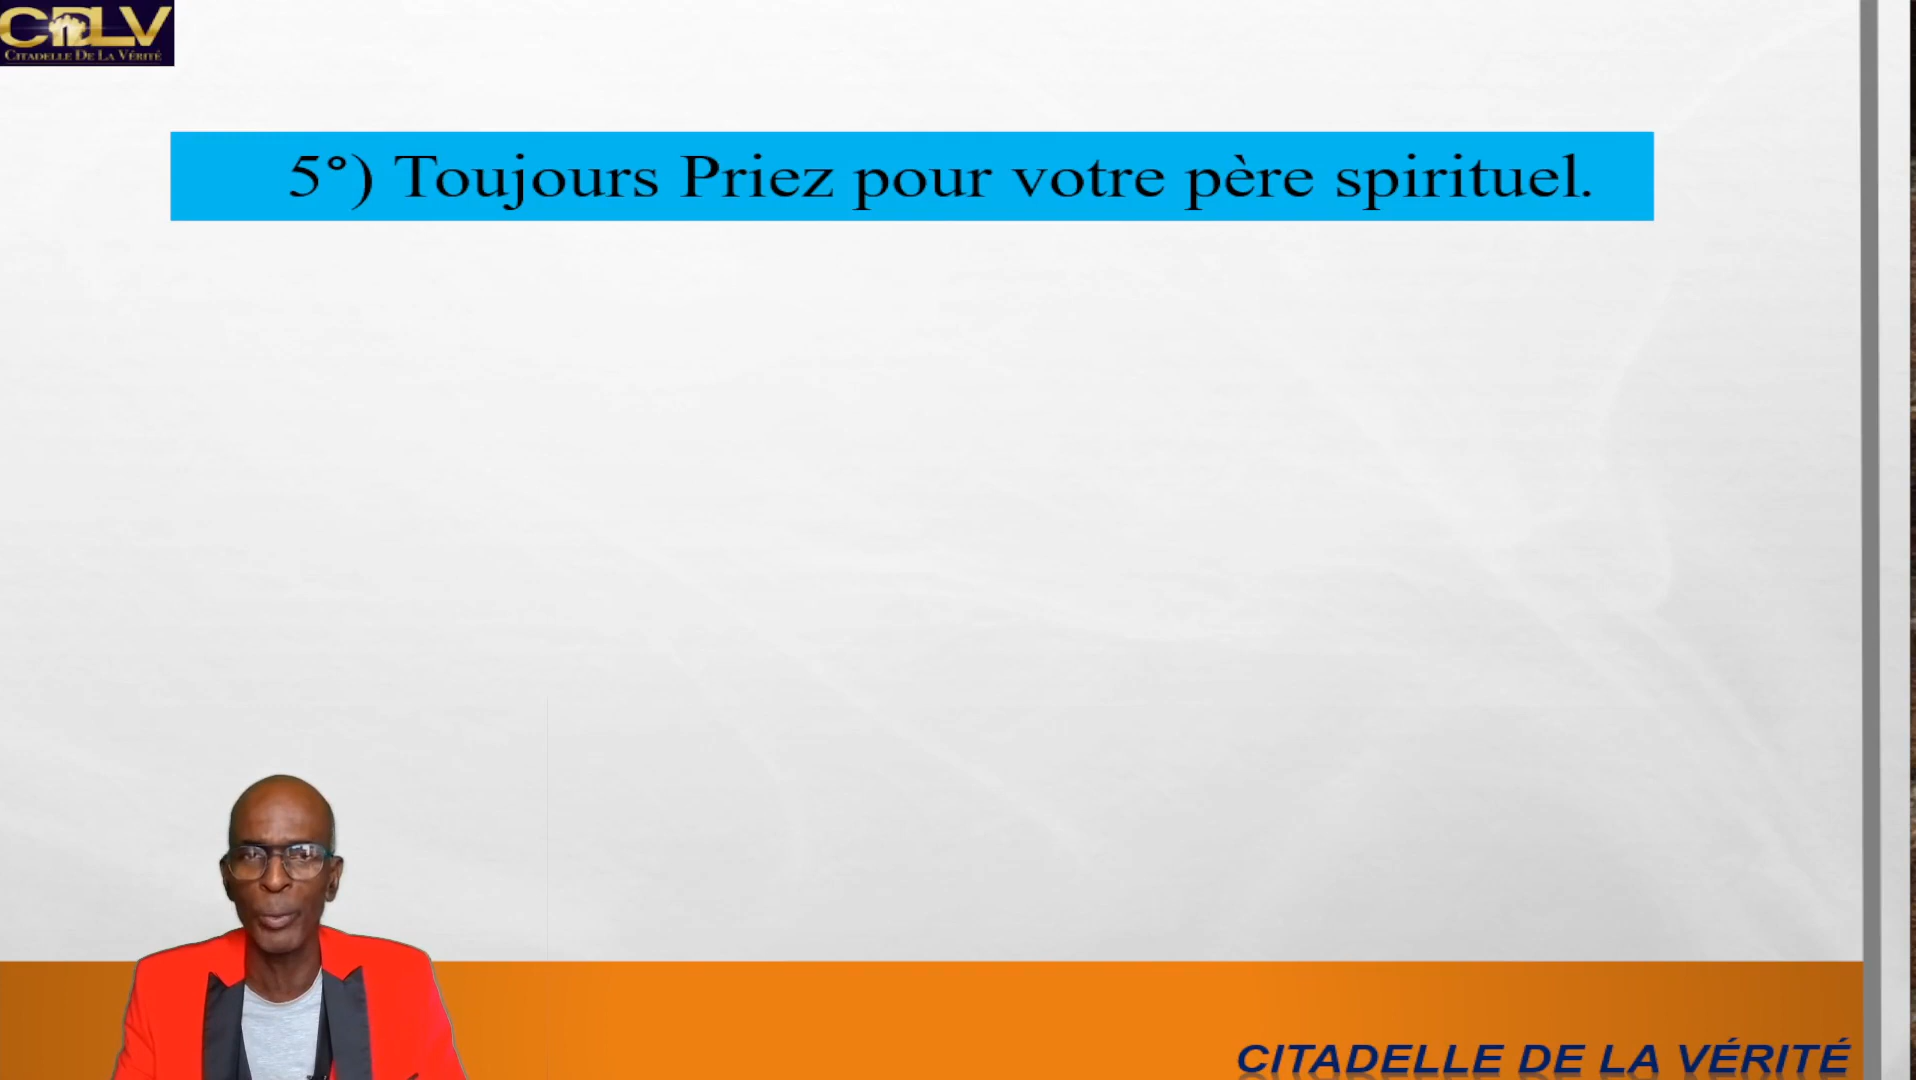 CDLV
CITADELLE DE LA VÉRITÉ
5°) Toujours Priez pour votre père spirituel.
CITADELLE DE LA VÉRITÉ